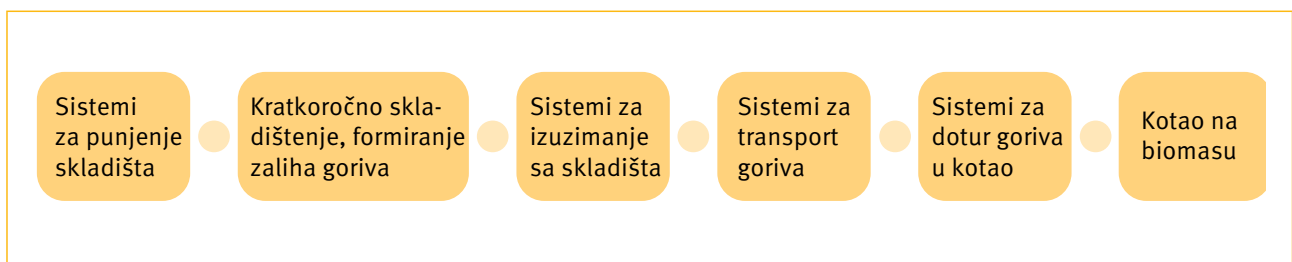 Sistemi
za punjenje
skladišta
Kratkoročno skla-
dištenje, formiranje
zaliha goriva
Sistemi za
izuzimanje
sa skladišta
Sistemi za
transport
goriva
Sistemi za
dotur goriva
u kotao
Kotao na
biomasu